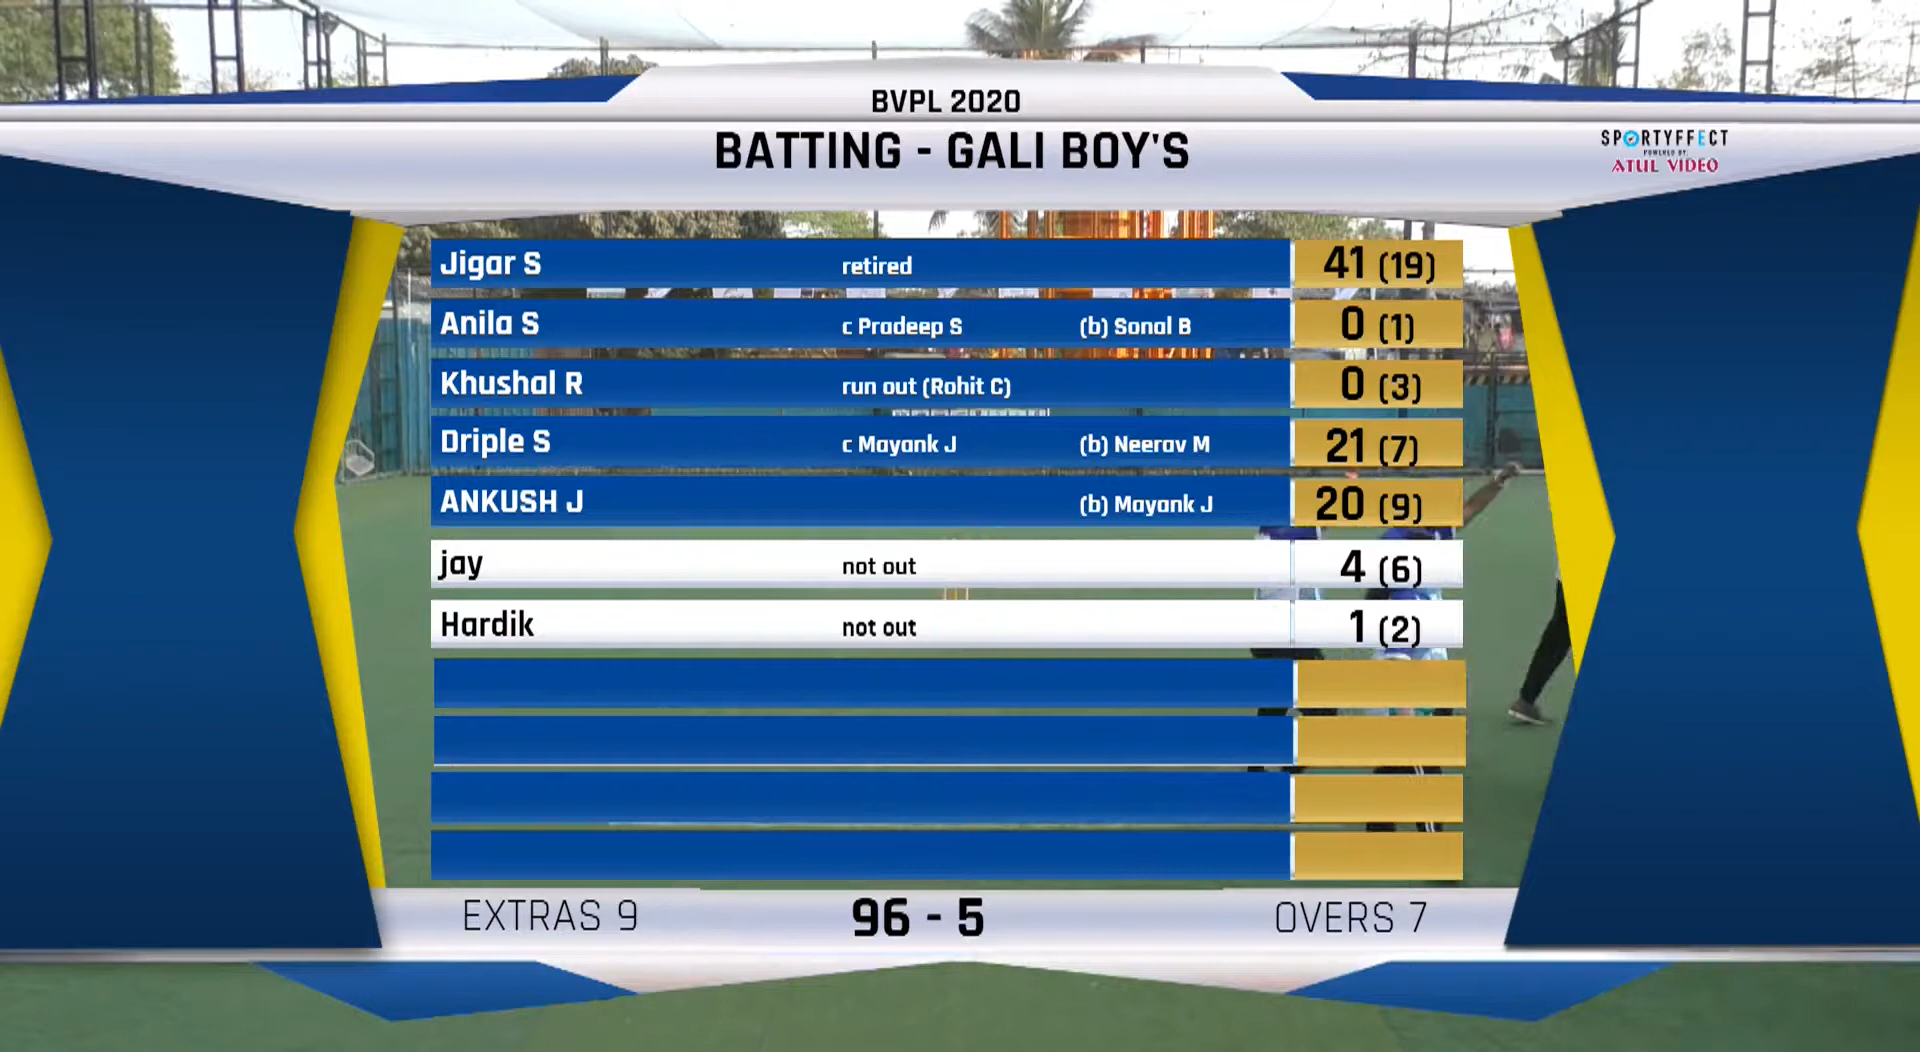 BVPL 2020
BATTING - GALI BOY'S
SPORTYFFECT
POWERED BY:
ATUL VIDEO
Jigar S retired 41 (19)
Anila S c Pradeep S (b) Sonal B 0 (1)
Khushal R run out (Rohit C) 0 (3)
Driple S c Mayank J (b) Neerav M 21 (7)
ANKUSH J (b) Mayank J 20 (9)
jay not out 4 (6)
Hardik not out 1 (2)
EXTRAS 9 96 - 5 OVERS 7